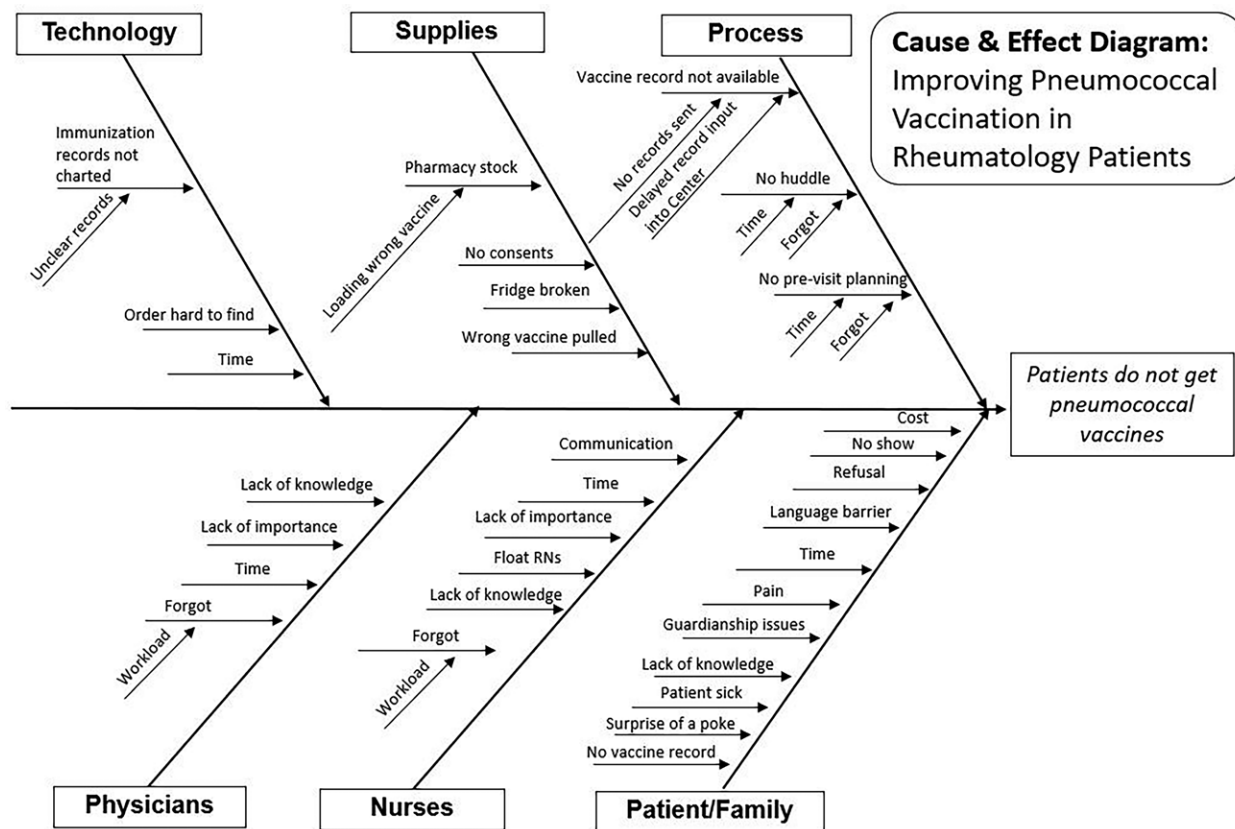 Technology
Supplies
Process
Cause & Effect Diagram:
Improving Pneumococcal
Vaccination in
Rheumatology Patients
Immunization
records not
charted
Unclear records
Order hard to find
Time
Pharmacy stock
Loading wrong vaccine
No consents
Fridge broken
Wrong vaccine pulled
Vaccine record not available
No records sent
Delayed record input
into Center
No huddle
Time
Forgot
No pre-visit planning
Time
Forgot
Patients do not get
pneumococcal
vaccines
Lack of knowledge
Lack of importance
Time
Forgot
Workload
Communication
Time
Lack of importance
Float RNs
Lack of knowledge
Forgot
Workload
Cost
No show
Refusal
Language barrier
Time
Pain
Guardianship issues
Lack of knowledge
Patient sick
Surprise of a poke
No vaccine record
Physicians
Nurses
Patient/Family